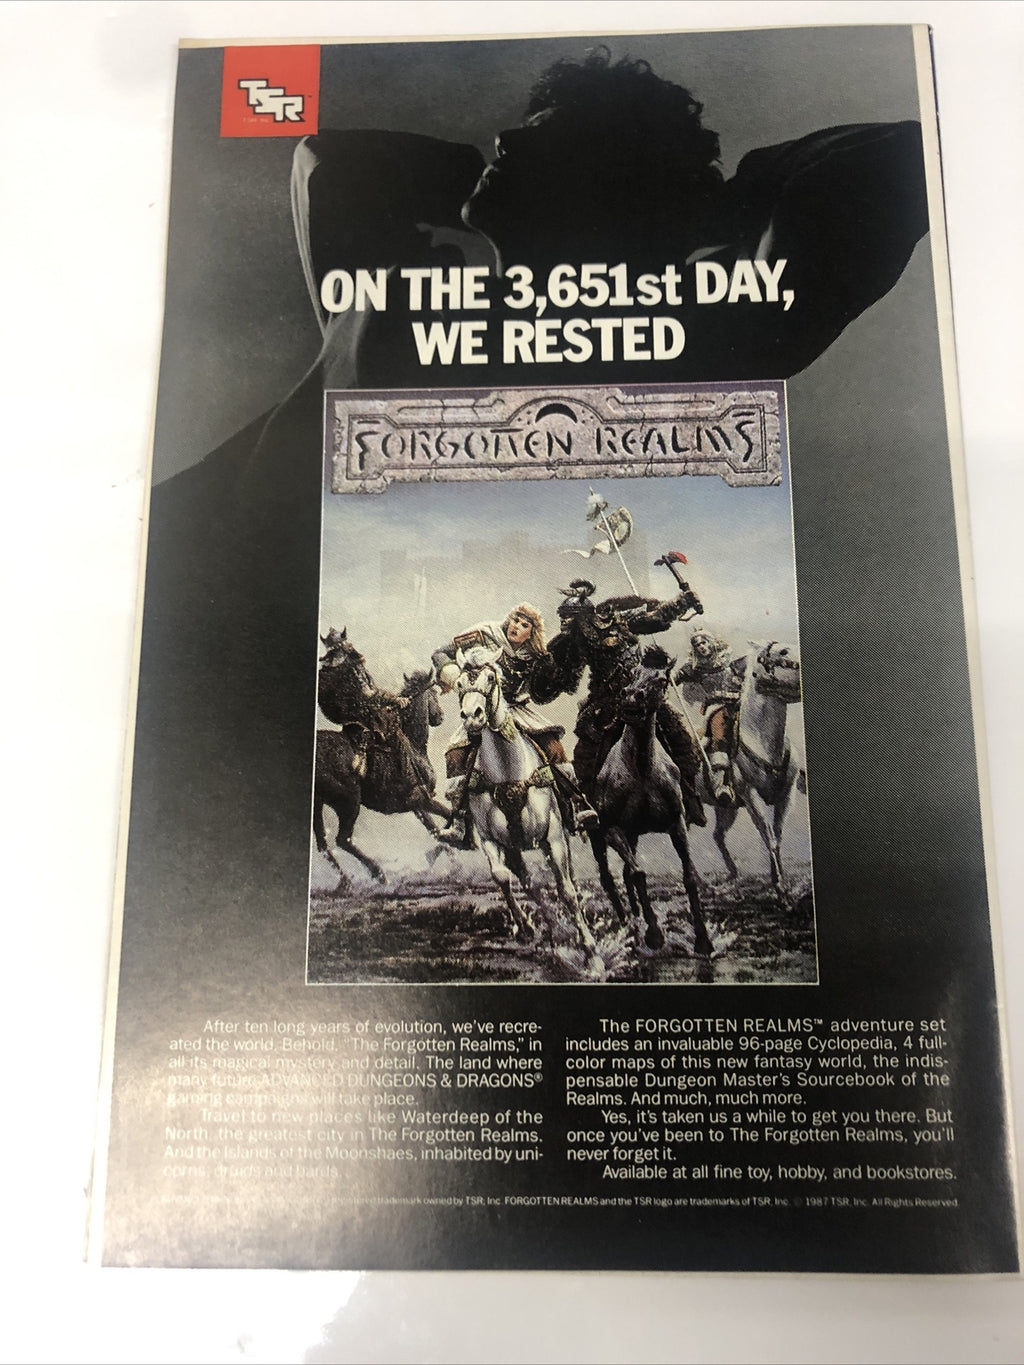 TSR
ON THE 3,651st DAY,
WE RESTED
FORGOTTEN REALMS
After ten long years of evolution, we've recre-
ated the world. Behold, "The Forgotten Realms," in
all its magical mystery and detail. The land where
many future ADVANCED DUNGEONS & DRAGONS®
gaming campaigns will take place.
Travel to new places like Waterdeep of the
North, the greatest city in The Forgotten Realms.
And the Islands of the Moonshaes, inhabited by uni-
corns, druids and bards.
The FORGOTTEN REALMS™ adventure set
includes an invaluable 96-page Cyclopedia, 4 full-
color maps of this new fantasy world, the indis-
pensable Dungeon Master's Sourcebook of the
Realms. And much, much more.
Yes, it's taken us a while to get you there. But
once you've been to The Forgotten Realms, you'll
never forget it.
Available at all fine toy, hobby, and bookstores.
trademark owned by TSR, Inc. FORGOTTEN REALMS and the TSR logo are trademarks of TSR, Inc. © 1987 TSR, Inc. All Rights Reserved.